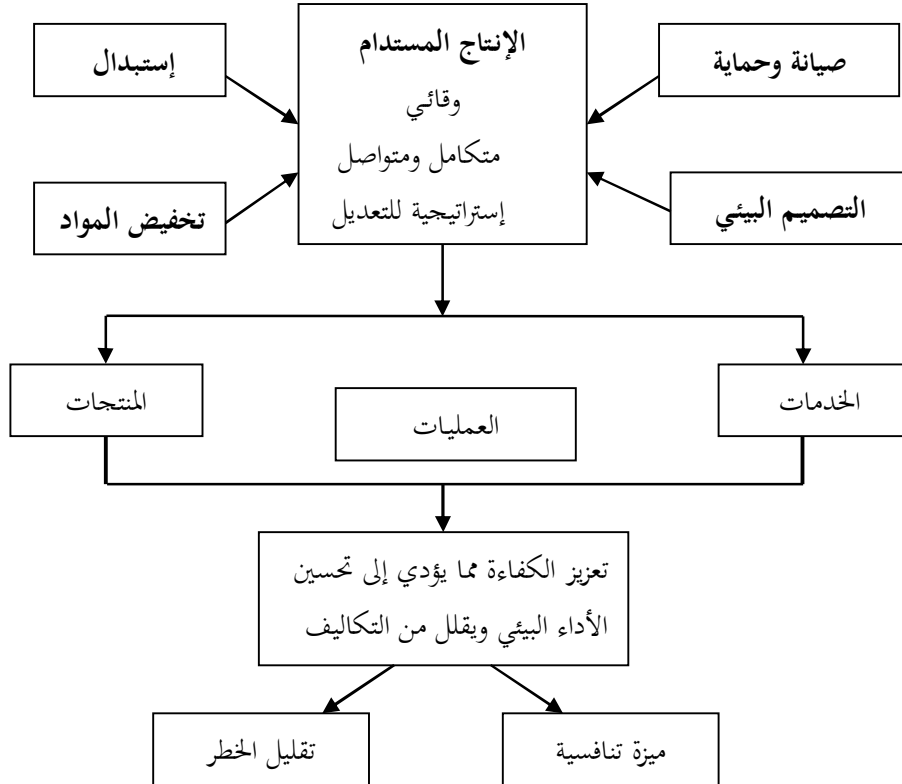 الإنتاج المستدام
وقائي
متكامل ومتواصل
إستراتيجية للتعديل
صيانة وحماية
إستبدال
التصميم البيئي
تخفيض المواد
الخدمات
العمليات
المنتجات
تعزيز الكفاءة مما يؤدي إلى تحسين
الأداء البيئي ويقلل من التكاليف
ميزة تنافسية
تقليل الخطر